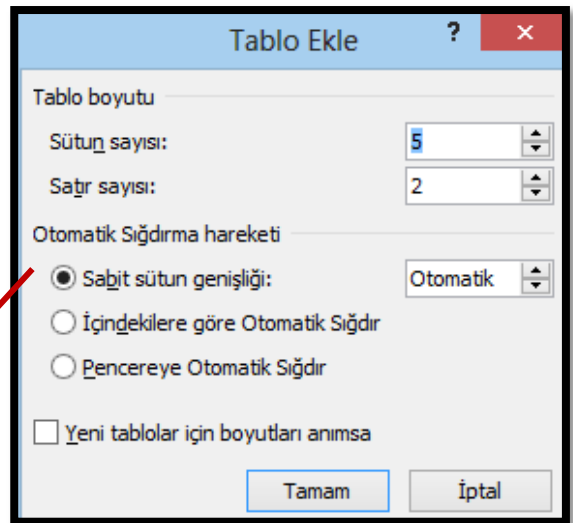 Tablo Ekle ? ×
Tablo boyutu
Sütun sayısı: 5
Satır sayısı: 2
Otomatik Sığdırma hareketi
Sabit sütun genişliği: Otomatik
İçindekilere göre Otomatik Sığdır
Pencereye Otomatik Sığdır
Yeni tablolar için boyutları anımsa
Tamam İptal